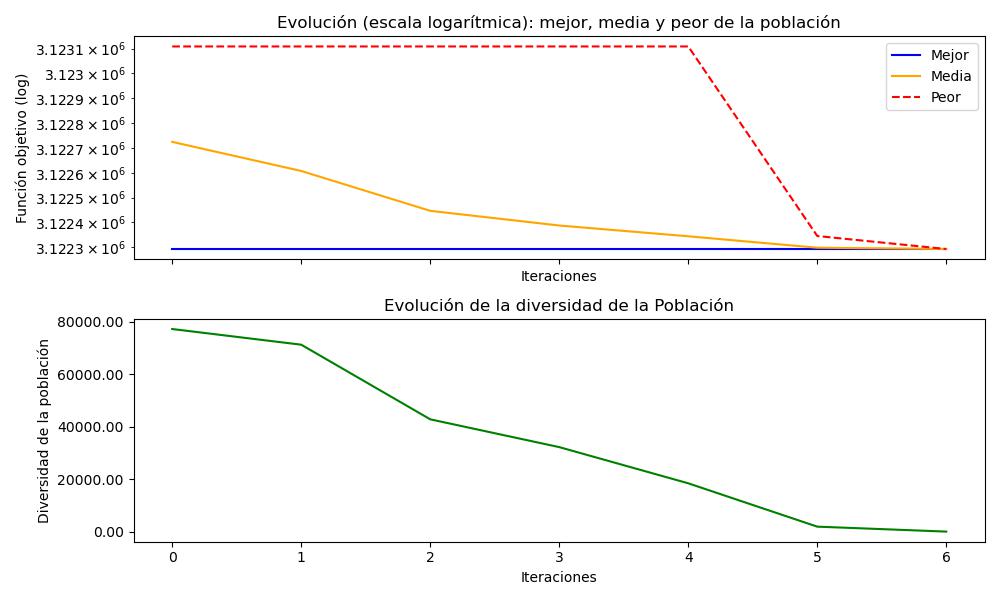 Evolución (escala logarítmica): mejor, media y peor de la población
Función objetivo (log)
3.1231 × 10⁶
3.123 × 10⁶
3.1229 × 10⁶
3.1228 × 10⁶
3.1227 × 10⁶
3.1226 × 10⁶
3.1225 × 10⁶
3.1224 × 10⁶
3.1223 × 10⁶
Mejor
Media
Peor
Iteraciones
Evolución de la diversidad de la Población
Diversidad de la población
80000.00
60000.00
40000.00
20000.00
0.00
0 1 2 3 4 5 6
Iteraciones